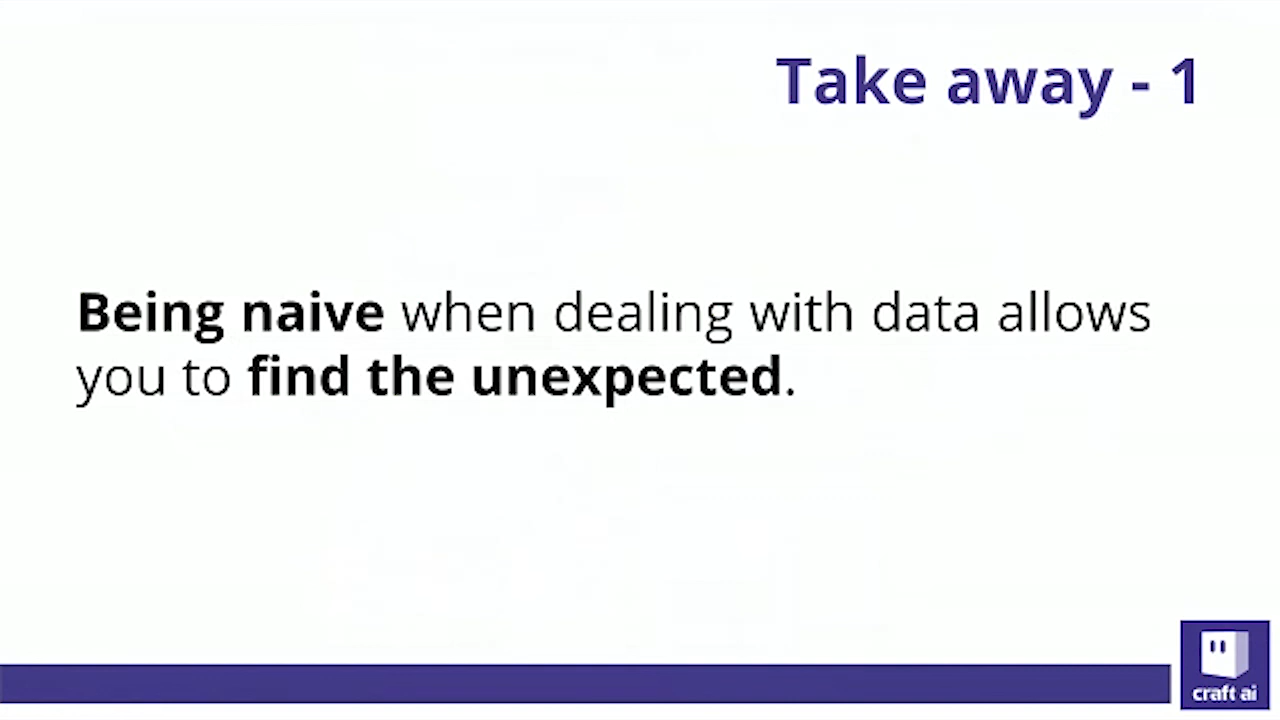 Take away - 1
Being naive when dealing with data allows
you to find the unexpected.
craft ai